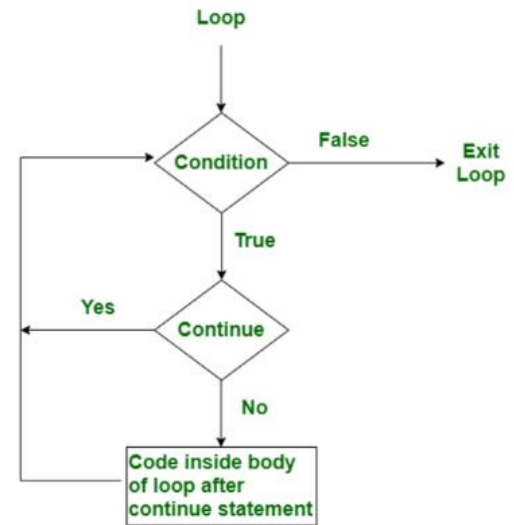 Loop
Condition
False
Exit
Loop
True
Yes
Continue
No
Code inside body
of loop after
continue statement